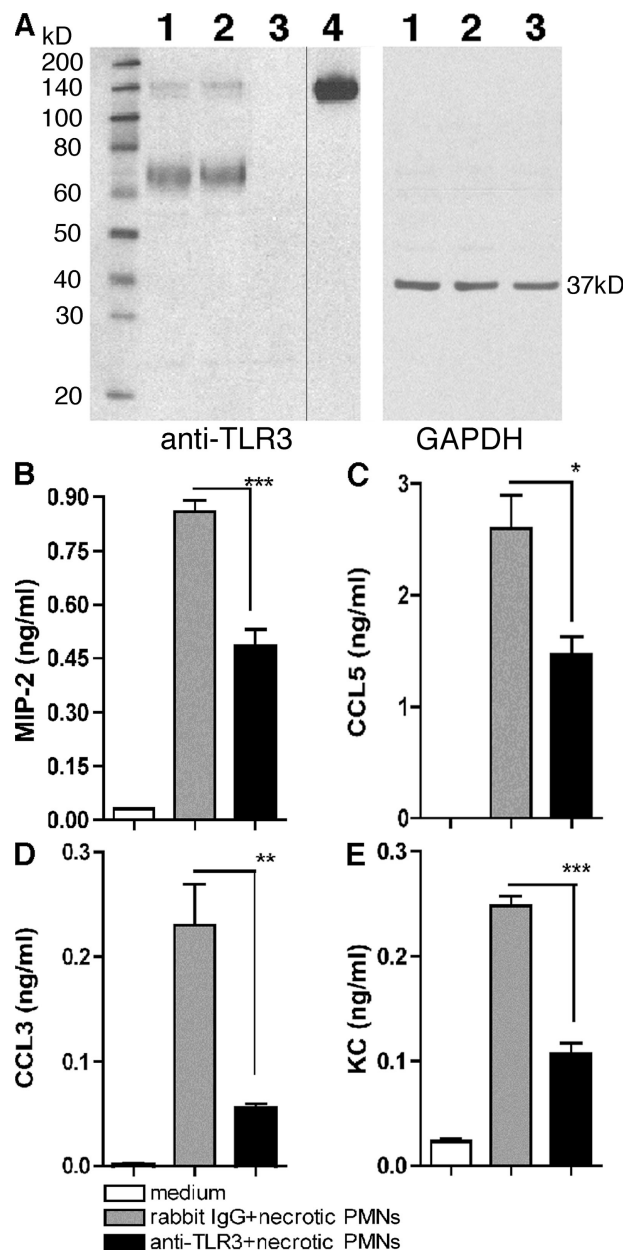 A kD 1 2 3 4 1 2 3
200
140
100
80
60
50
40
30
20
37kD
anti-TLR3 GAPDH
B
MIP-2 (ng/ml)
0.90
0.75
0.60
0.45
0.30
0.15
0.00
***
C
CCL5 (ng/ml)
3
2
1
0
*
D
CCL3 (ng/ml)
0.3
0.2
0.1
0.0
**
E
KC (ng/ml)
0.3
0.2
0.1
0.0
***
medium
rabbit IgG+necrotic PMNs
anti-TLR3+necrotic PMNs